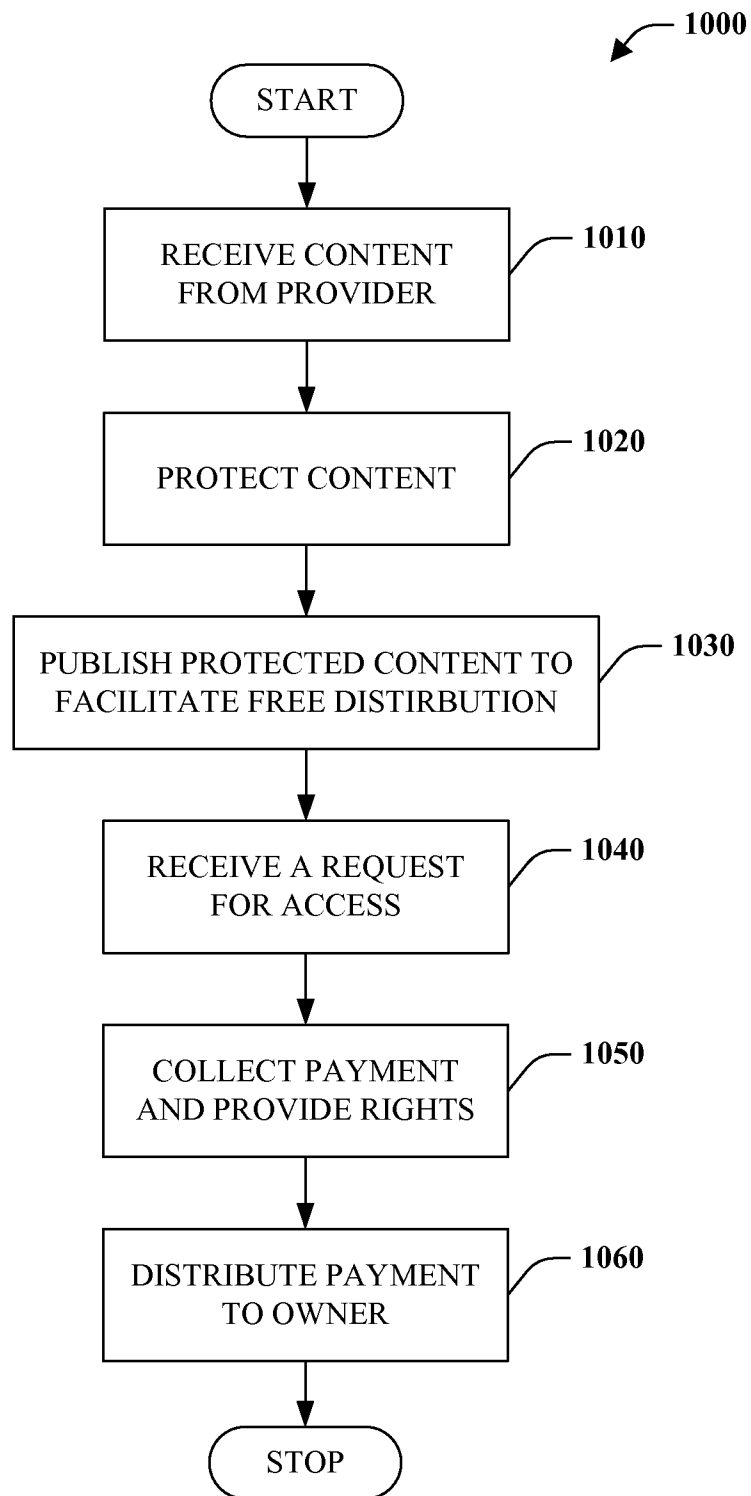 1000
START
RECEIVE CONTENT
FROM PROVIDER
1010
PROTECT CONTENT
1020
PUBLISH PROTECTED CONTENT TO
FACILITATE FREE DISTIRBUTION
1030
RECEIVE A REQUEST
FOR ACCESS
1040
COLLECT PAYMENT
AND PROVIDE RIGHTS
1050
DISTRIBUTE PAYMENT
TO OWNER
1060
STOP